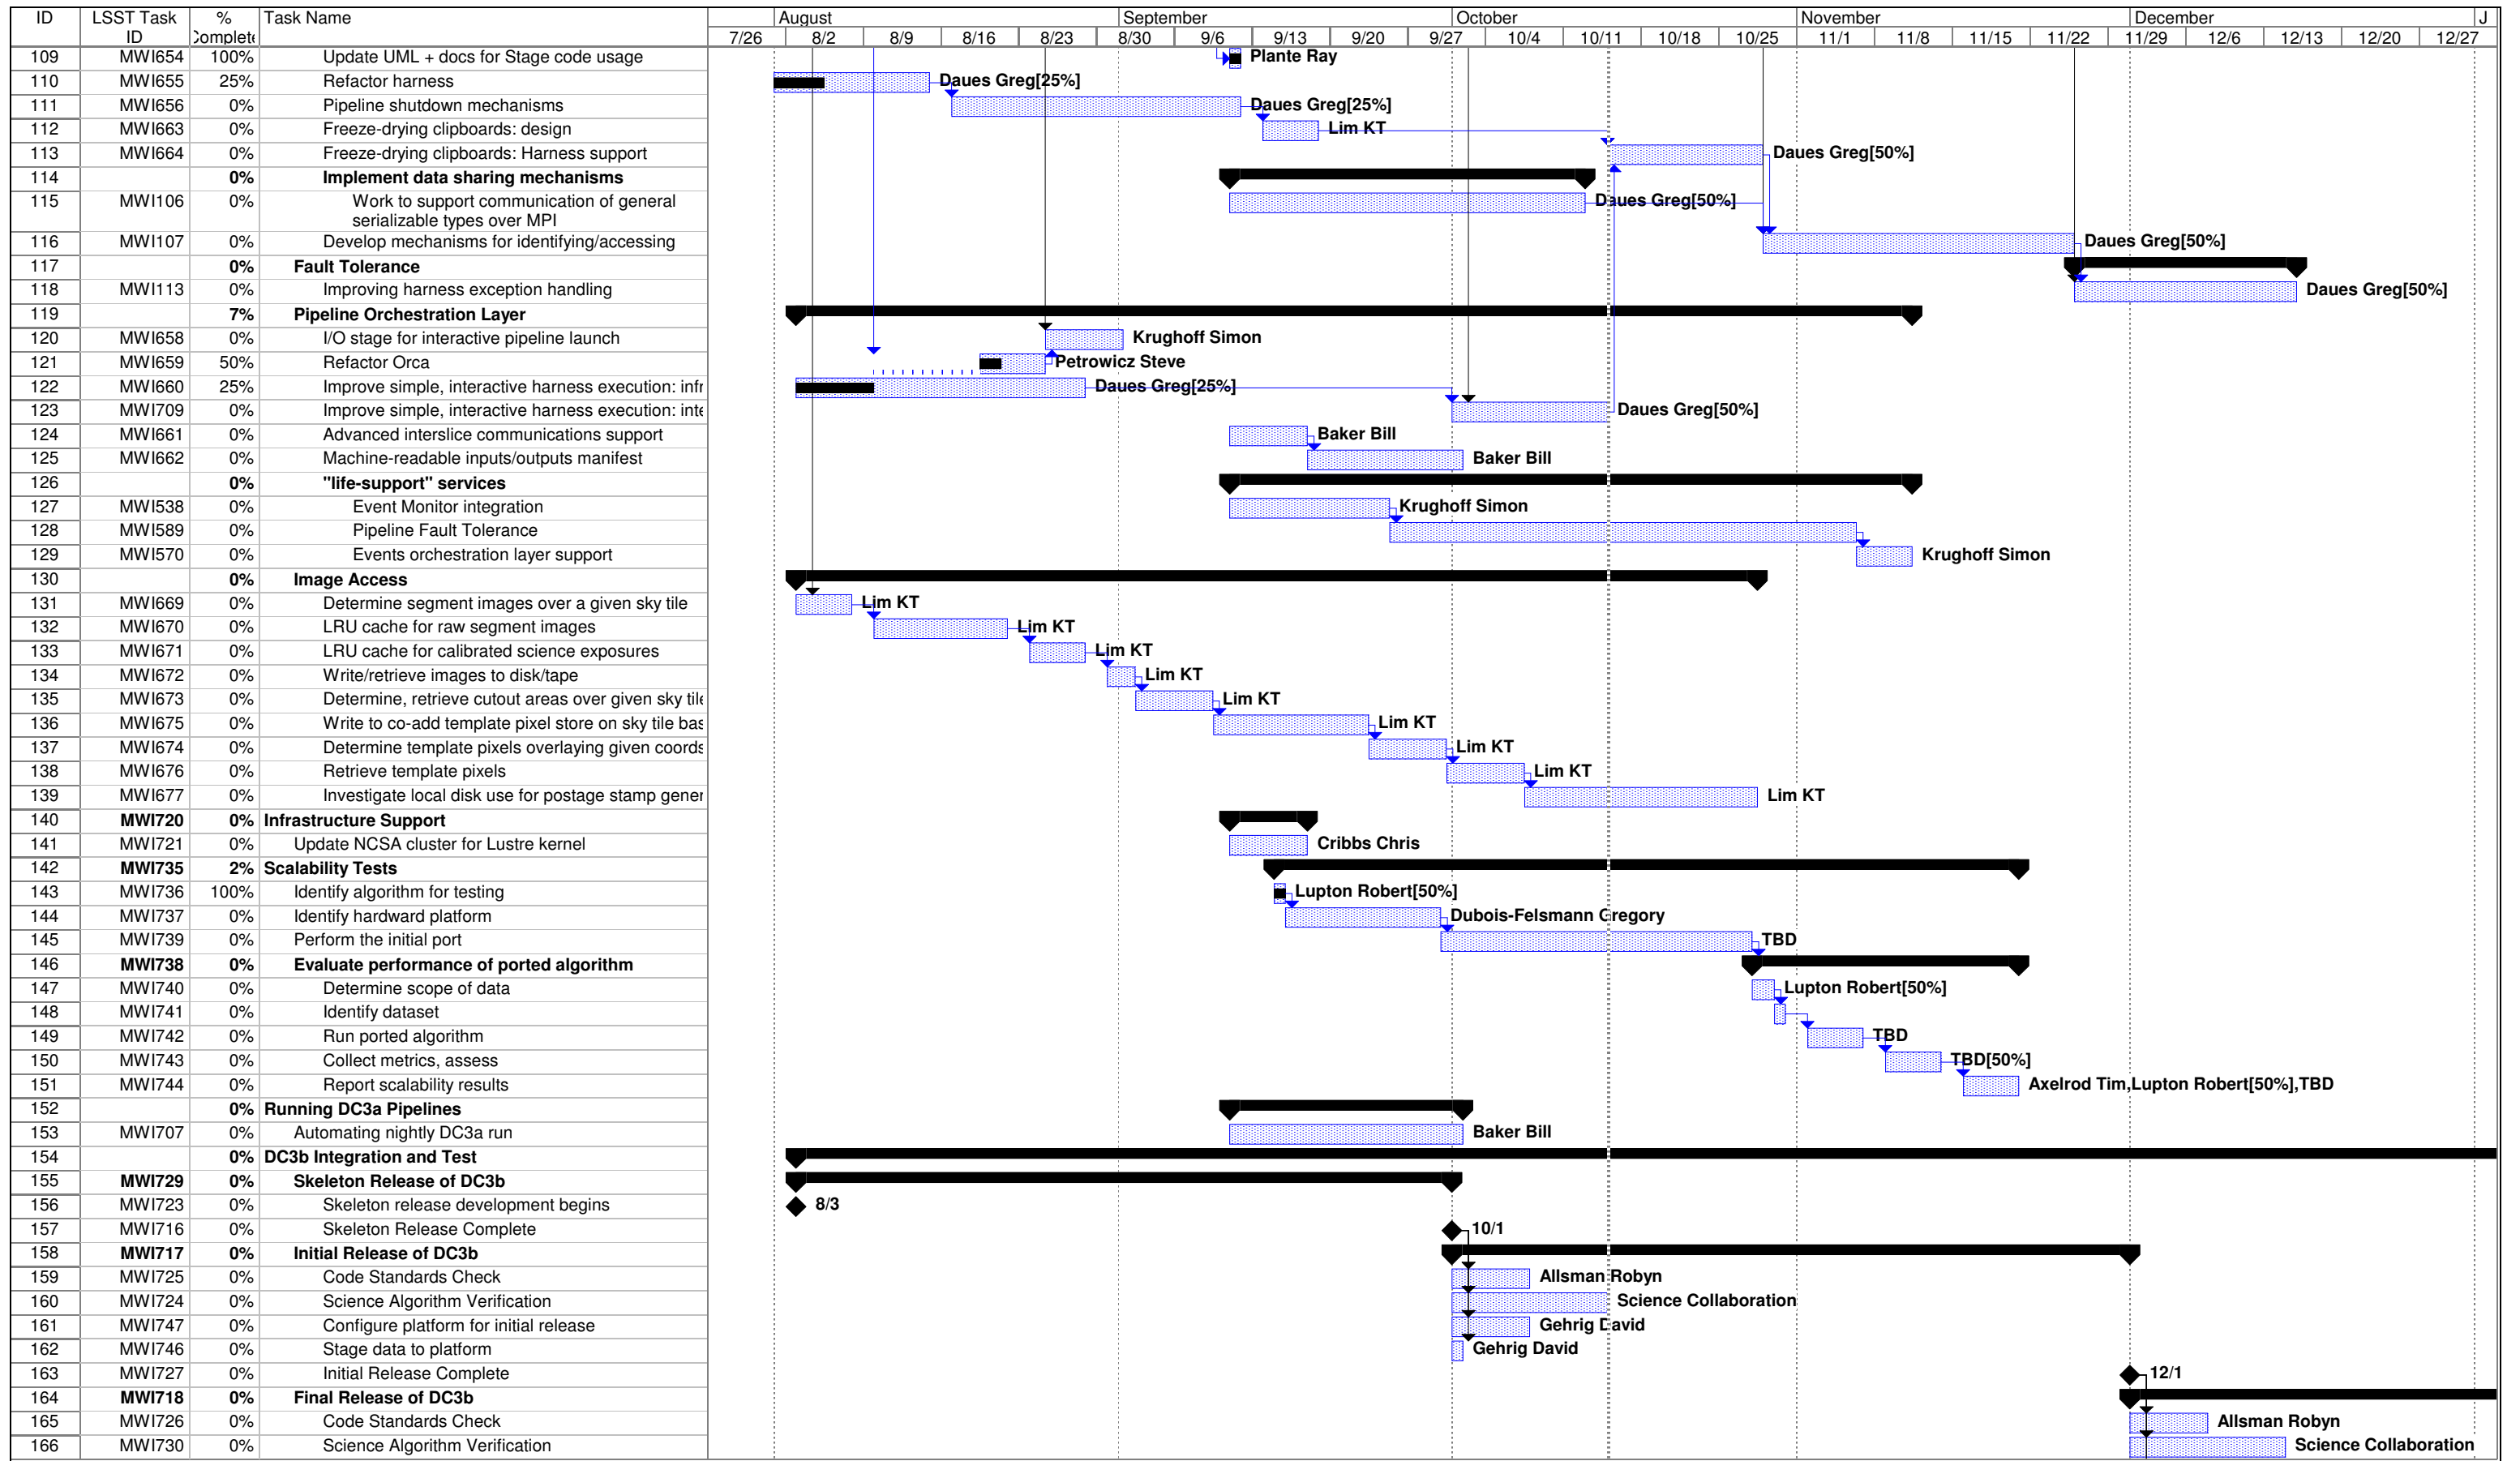 ID LSST Task ID % Complete Task Name August September October November December J
7/26 8/2 8/9 8/16 8/23 8/30 9/6 9/13 9/20 9/27 10/4 10/11 10/18 10/25 11/1 11/8 11/15 11/22 11/29 12/6 12/13 12/20 12/27
109 MWI654 100% Update UML + docs for Stage code usage Plante Ray
110 MWI655 25% Refactor harness Daues Greg[25%]
111 MWI656 0% Pipeline shutdown mechanisms Daues Greg[25%]
112 MWI663 0% Freeze-drying clipboards: design Lim KT
113 MWI664 0% Freeze-drying clipboards: Harness support Daues Greg[50%]
114 0% Implement data sharing mechanisms
115 MWI106 0% Work to support communication of general Daues Greg[50%]
serializable types over MPI
116 MWI107 0% Develop mechanisms for identifying/accessing Daues Greg[50%]
117 0% Fault Tolerance
118 MWI113 0% Improving harness exception handling Daues Greg[50%]
119 7% Pipeline Orchestration Layer
120 MWI658 0% I/O stage for interactive pipeline launch Krughoff Simon
121 MWI659 50% Refactor Orca Petrowicz Steve
122 MWI660 25% Improve simple, interactive harness execution: infr Daues Greg[25%]
123 MWI709 0% Improve simple, interactive harness execution: inte Daues Greg[50%]
124 MWI661 0% Advanced interslice communications support Baker Bill
125 MWI662 0% Machine-readable inputs/outputs manifest Baker Bill
126 0% "life-support" services
127 MWI538 0% Event Monitor integration Krughoff Simon
128 MWI589 0% Pipeline Fault Tolerance
129 MWI570 0% Events orchestration layer support Krughoff Simon
130 0% Image Access
131 MWI669 0% Determine segment images over a given sky tile Lim KT
132 MWI670 0% LRU cache for raw segment images Lim KT
133 MWI671 0% LRU cache for calibrated science exposures Lim KT
134 MWI672 0% Write/retrieve images to disk/tape Lim KT
135 MWI673 0% Determine, retrieve cutout areas over given sky tile Lim KT
136 MWI675 0% Write to co-add template pixel store on sky tile bas Lim KT
137 MWI674 0% Determine template pixels overlaying given coords Lim KT
138 MWI676 0% Retrieve template pixels Lim KT
139 MWI677 0% Investigate local disk use for postage stamp gener Lim KT
140 MWI720 0% Infrastructure Support
141 MWI721 0% Update NCSA cluster for Lustre kernel Cribbs Chris
142 MWI735 2% Scalability Tests
143 MWI736 100% Identify algorithm for testing Lupton Robert[50%]
144 MWI737 0% Identify hardward platform Dubois-Felsmann Gregory
145 MWI739 0% Perform the initial port TBD
146 MWI738 0% Evaluate performance of ported algorithm
147 MWI740 0% Determine scope of data Lupton Robert[50%]
148 MWI741 0% Identify dataset
149 MWI742 0% Run ported algorithm TBD
150 MWI743 0% Collect metrics, assess TBD[50%]
151 MWI744 0% Report scalability results Axelrod Tim,Lupton Robert[50%],TBD
152 0% Running DC3a Pipelines
153 MWI707 0% Automating nightly DC3a run Baker Bill
154 0% DC3b Integration and Test
155 MWI729 0% Skeleton Release of DC3b
156 MWI723 0% Skeleton release development begins 8/3
157 MWI716 0% Skeleton Release Complete 10/1
158 MWI717 0% Initial Release of DC3b
159 MWI725 0% Code Standards Check Allsman Robyn
160 MWI724 0% Science Algorithm Verification Science Collaboration
161 MWI747 0% Configure platform for initial release Gehrig David
162 MWI746 0% Stage data to platform Gehrig David
163 MWI727 0% Initial Release Complete 12/1
164 MWI718 0% Final Release of DC3b
165 MWI726 0% Code Standards Check Allsman Robyn
166 MWI730 0% Science Algorithm Verification Science Collaboration